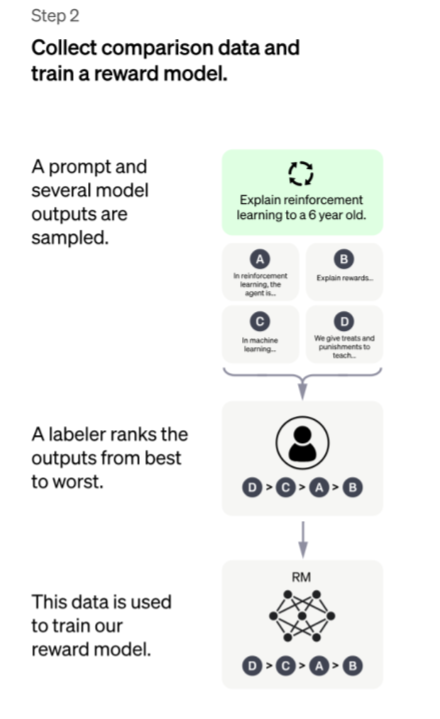 Step 2
Collect comparison data and
train a reward model.
A prompt and
several model
outputs are
sampled.
Explain reinforcement
learning to a 6 year old.
A
In reinforcement
learning, the
agent is...
B
Explain rewards...
C
In machine
learning...
D
We give treats and
punishments to
teach...
A labeler ranks the
outputs from best
to worst.
D > C > A > B
This data is used
to train our
reward model.
RM
D > C > A > B